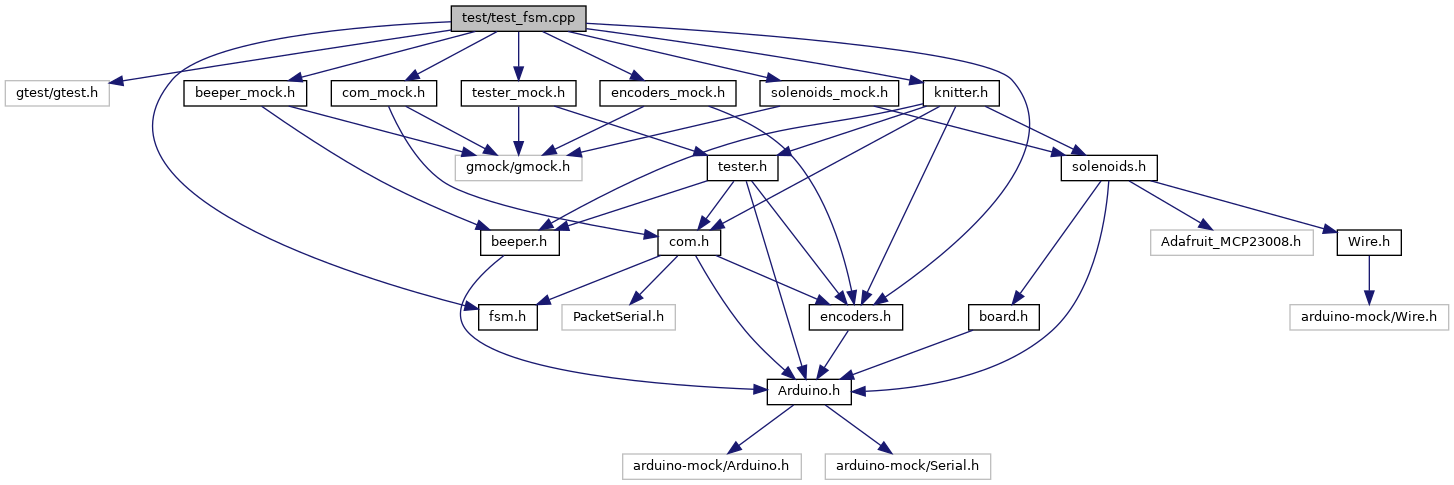 test/test_fsm.cpp
gtest/gtest.h
beeper_mock.h
com_mock.h
tester_mock.h
encoders_mock.h
solenoids_mock.h
knitter.h
gmock/gmock.h
tester.h
solenoids.h
beeper.h
com.h
Adafruit_MCP23008.h
Wire.h
fsm.h
PacketSerial.h
encoders.h
board.h
arduino-mock/Wire.h
Arduino.h
arduino-mock/Arduino.h
arduino-mock/Serial.h